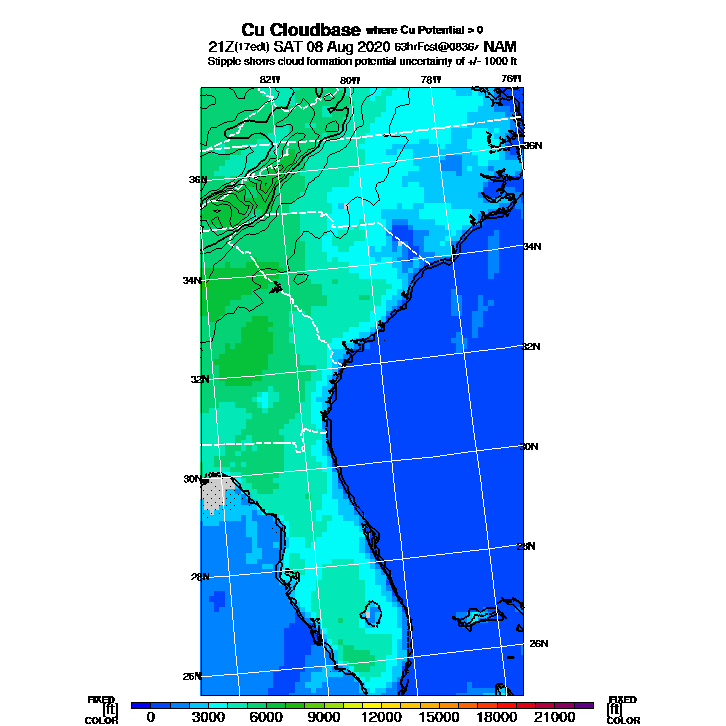 Cu Cloudbase where Cu Potential > 0
21Z(17edt) SAT 08 Aug 2020 63hrFcst@0836z NAM
Stipple shows cloud formation potential uncertainty of +/- 1000 ft
82W 80W 78W 76W
36N
36N
34N
34N
32N
32N
30N
30N
28N
28N
26N
26N
FIXED FIXED
[ft] [ft]
COLOR 0 3000 6000 9000 12000 15000 18000 21000 COLOR